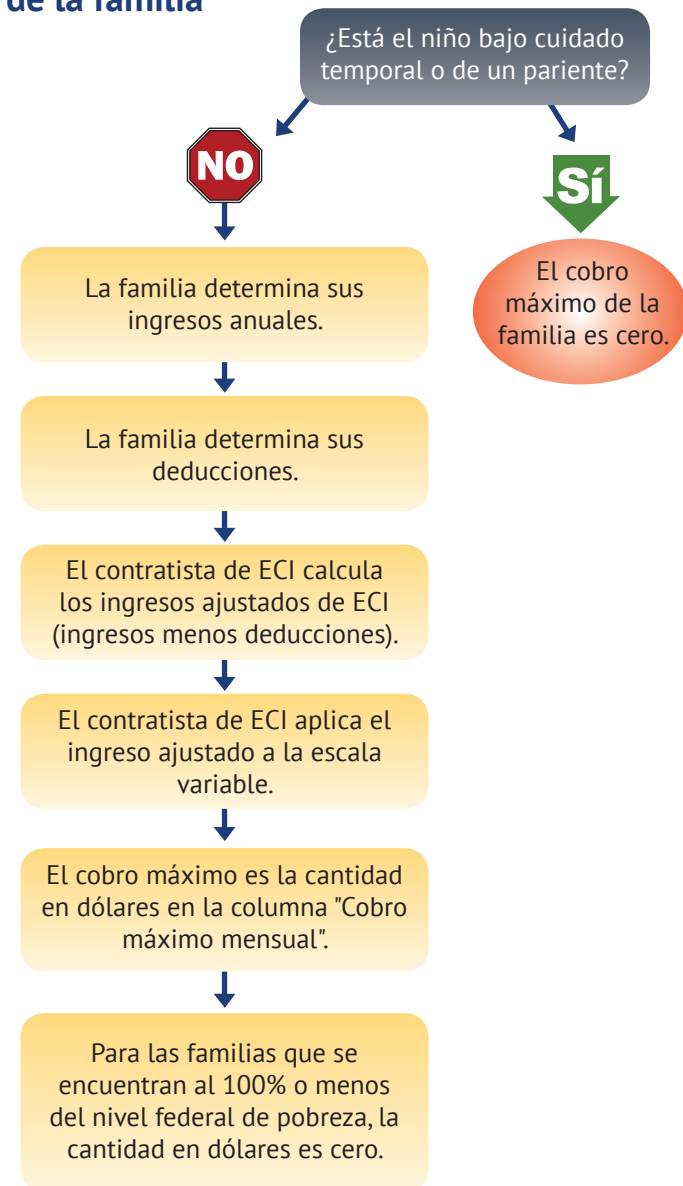 de la familia
¿Está el niño bajo cuidado
temporal o de un pariente?
NO
Sí
La familia determina sus
ingresos anuales.
El cobro
máximo de la
familia es cero.
La familia determina sus
deducciones.
El contratista de ECI calcula
los ingresos ajustados de ECI
(ingresos menos deducciones).
El contratista de ECI aplica el
ingreso ajustado a la escala
variable.
El cobro máximo es la cantidad
en dólares en la columna "Cobro
máximo mensual".
Para las familias que se
encuentran al 100% o menos
del nivel federal de pobreza, la
cantidad en dólares es cero.